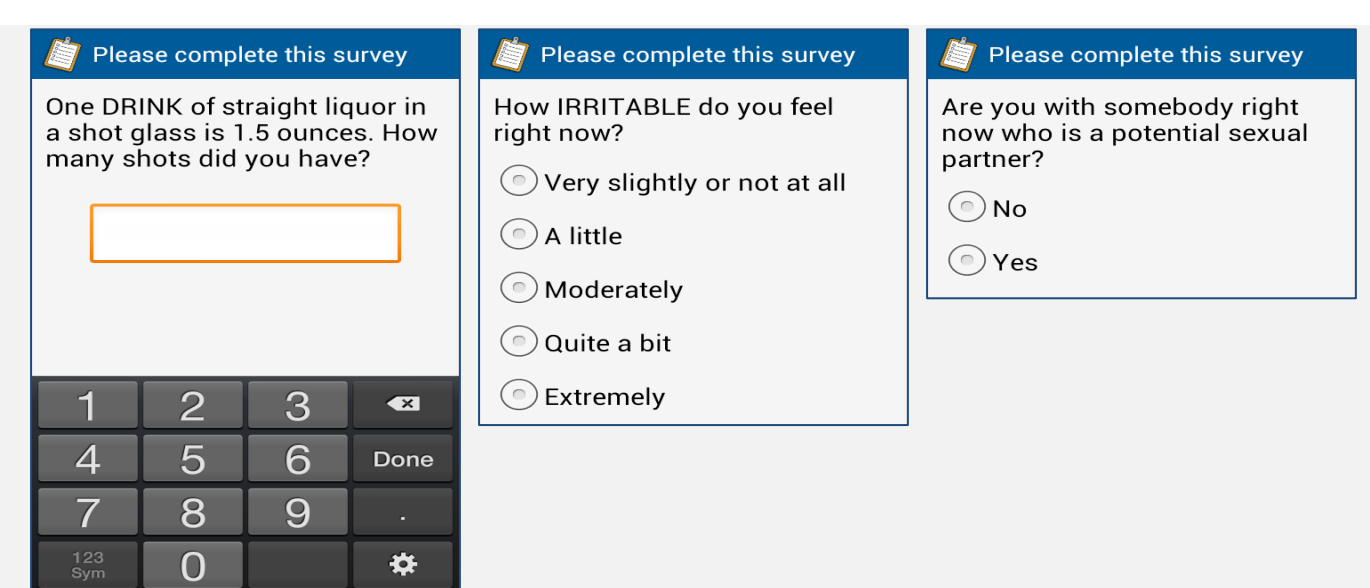 Please complete this survey
One DRINK of straight liquor in
a shot glass is 1.5 ounces. How
many shots did you have?
1 2 3
4 5 6 Done
7 8 9 .
123
Sym
0
Please complete this survey
How IRRITABLE do you feel
right now?
Very slightly or not at all
A little
Moderately
Quite a bit
Extremely
Please complete this survey
Are you with somebody right
now who is a potential sexual
partner?
No
Yes